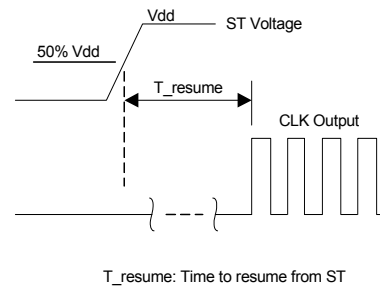 Vdd
ST Voltage
50% Vdd
T_resume
CLK Output
T_resume: Time to resume from ST